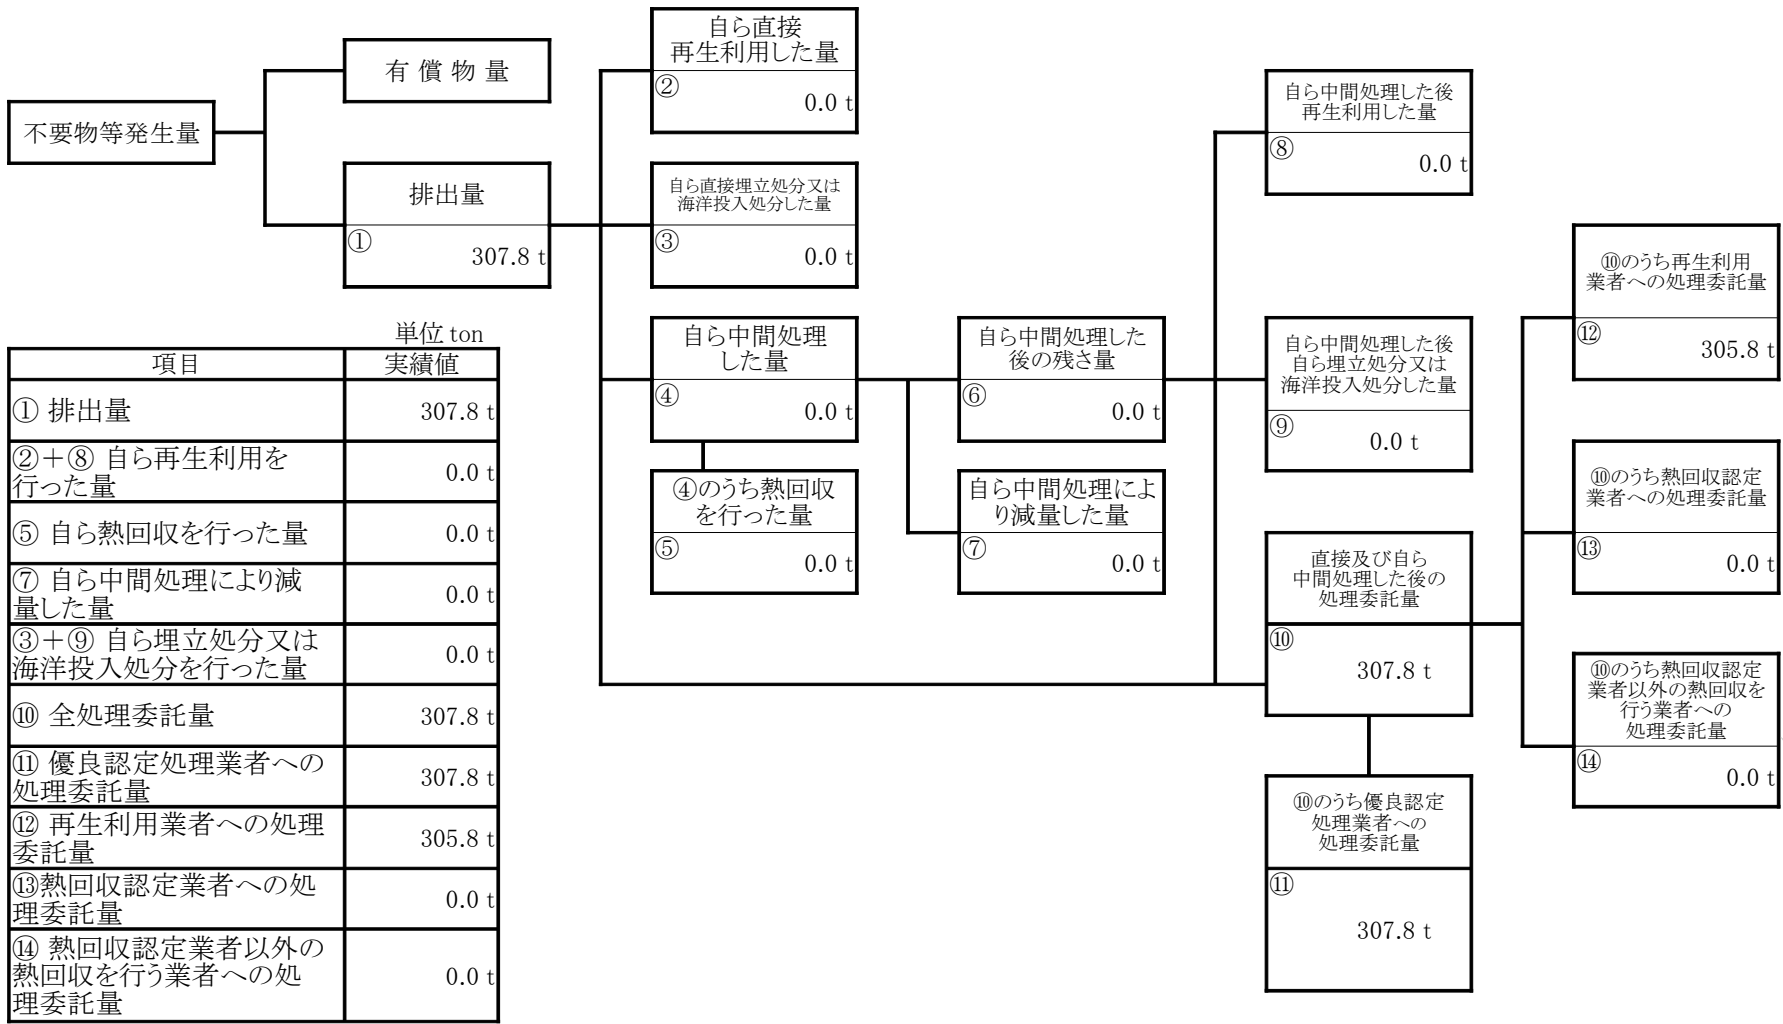 自ら直接
再生利用した量
②
0.0 t
有 償 物 量
不要物等発生量
排出量
①
307.8 t
自ら直接埋立処分又は
海洋投入処分した量
③
0.0 t
自ら中間処理した後
再生利用した量
⑧
0.0 t
自ら中間処理
した量
④
0.0 t
自ら中間処理した
後の残さ量
⑥
0.0 t
自ら中間処理した後
自ら埋立処分又は
海洋投入処分した量
⑨
0.0 t
④のうち熱回収
を行った量
⑤
0.0 t
自ら中間処理によ
り減量した量
⑦
0.0 t
直接及び自ら
中間処理した後の
処理委託量
⑩
307.8 t
⑩のうち優良認定
処理業者への
処理委託量
⑪
307.8 t
⑩のうち再生利用
業者への処理委託量
⑫
305.8 t
⑩のうち熱回収認定
業者への処理委託量
⑬
0.0 t
⑩のうち熱回収認定
業者以外の熱回収を
行う業者への
処理委託量
⑭
0.0 t
単位 ton
項目 実績値
① 排出量 307.8 t
②＋⑧ 自ら再生利用を
行った量
0.0 t
⑤ 自ら熱回収を行った量 0.0 t
⑦ 自ら中間処理により減
量した量
0.0 t
③＋⑨ 自ら埋立処分又は
海洋投入処分を行った量
0.0 t
⑩ 全処理委託量 307.8 t
⑪ 優良認定処理業者への
処理委託量
307.8 t
⑫ 再生利用業者への処理
委託量
305.8 t
⑬熱回収認定業者への処
理委託量
0.0 t
⑭ 熱回収認定業者以外の
熱回収を行う業者への処
理委託量
0.0 t